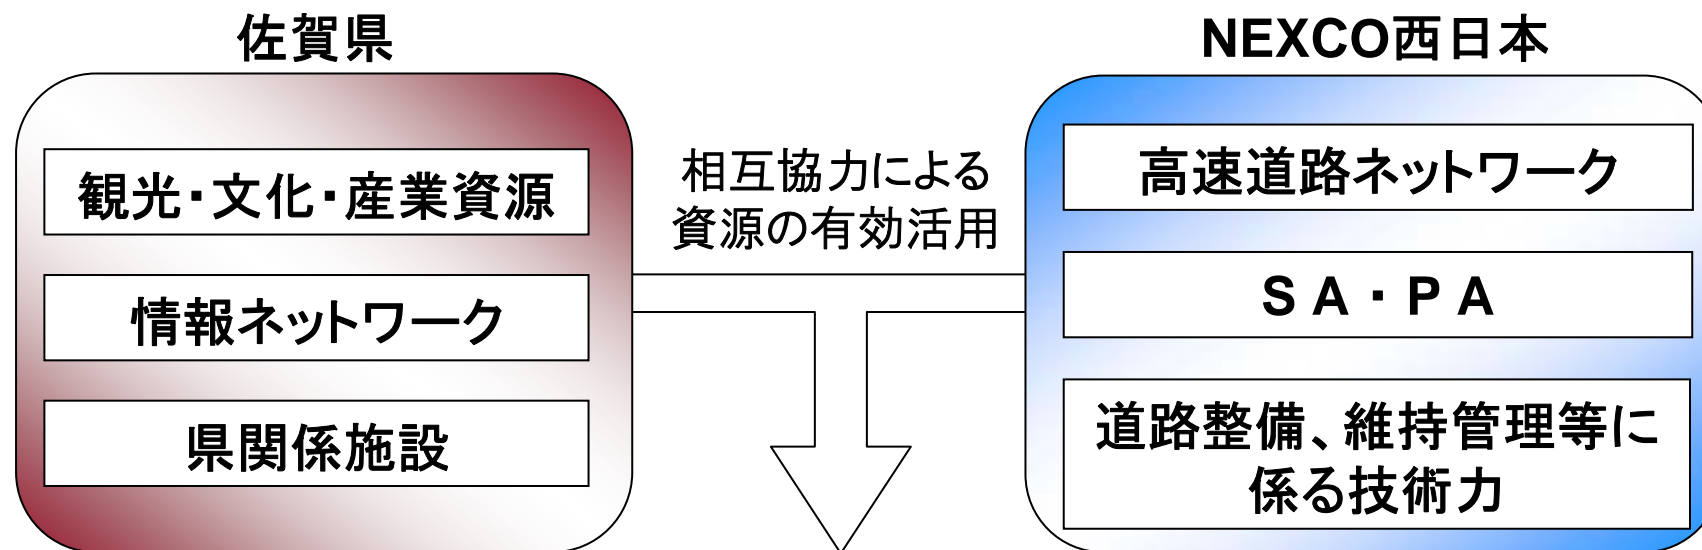 佐賀県
観光・文化・産業資源
情報ネットワーク
県関係施設
相互協力による
資源の有効活用
NEXCO西日本
高速道路ネットワーク
ＳＡ・ＰＡ
道路整備、維持管理等に
係る技術力